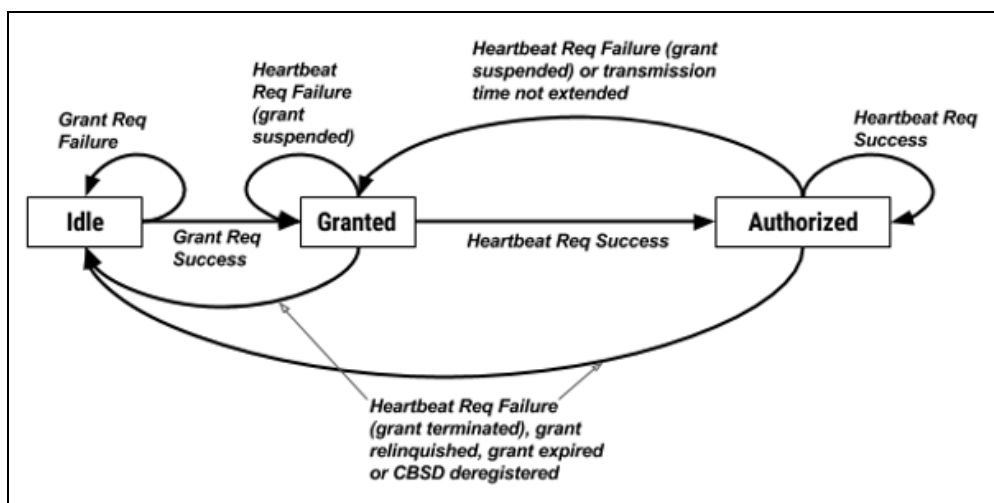 Heartbeat Req Failure (grant
suspended) or transmission
time not extended
Heartbeat
Req Failure
(grant
suspended)
Grant Req
Failure
Heartbeat Req
Success
Idle
Granted
Authorized
Grant Req
Success
Heartbeat Req Success
Heartbeat Req Failure
(grant terminated), grant
relinquished, grant expired
or CBSD deregistered